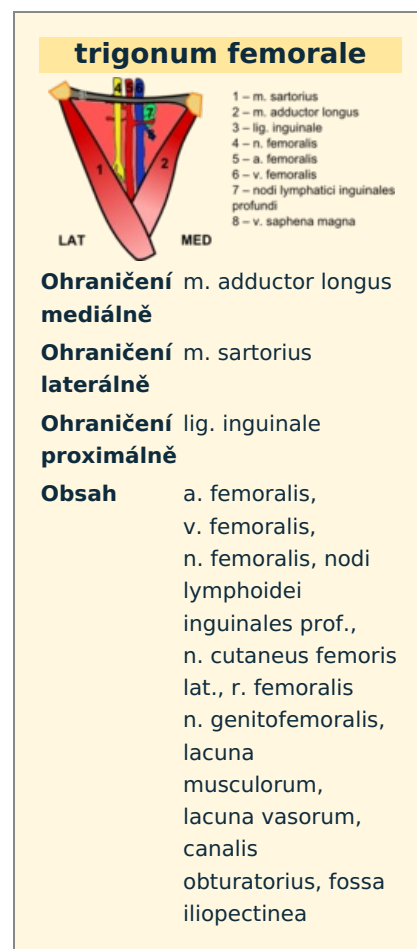 trigonum femorale
4 5 6
7
8
1 2
LAT MED
1 – m. sartorius
2 – m. adductor longus
3 – lig. inguinale
4 – n. femoralis
5 – a. femoralis
6 – v. femoralis
7 – nodi lymphatici inguinales
profundi
8 – v. saphena magna
Ohraničení m. adductor longus
mediálně
Ohraničení m. sartorius
laterálně
Ohraničení lig. inguinale
proximálně
Obsah a. femoralis,
v. femoralis,
n. femoralis, nodi
lymphoidei
inguinales prof.,
n. cutaneus femoris
lat., r. femoralis
n. genitofemoralis,
lacuna
musculorum,
lacuna vasorum,
canalis
obturatorius, fossa
iliopectinea